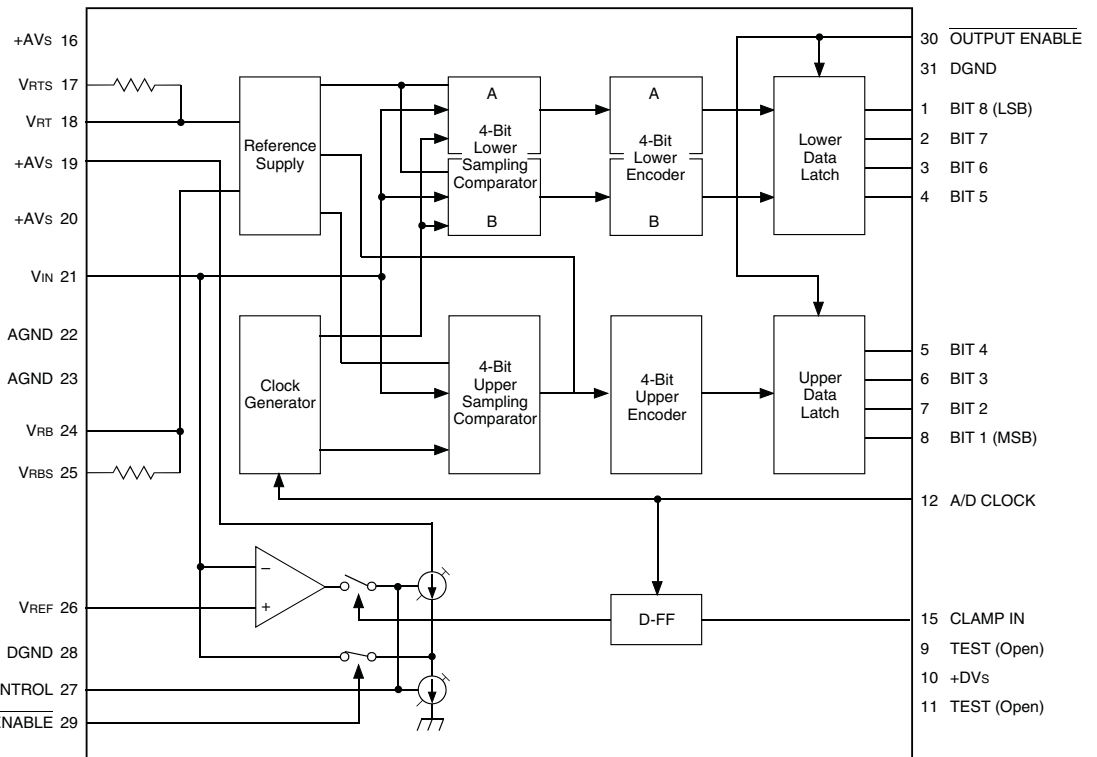 +AVS 16
VRTS 17
VRT 18
+AVS 19
+AVS 20
VIN 21
AGND 22
AGND 23
VRB 24
VRBS 25
VREF 26
DGND 28
NTROL 27
ENABLE 29
Reference
Supply
A
4-Bit
Lower
Sampling
Comparator
B
A
4-Bit
Lower
Encoder
B
Lower
Data
Latch
Clock
Generator
4-Bit
Upper
Sampling
Comparator
4-Bit
Upper
Encoder
Upper
Data
Latch
−
+
D-FF
30 OUTPUT ENABLE
31 DGND
1 BIT 8 (LSB)
2 BIT 7
3 BIT 6
4 BIT 5
5 BIT 4
6 BIT 3
7 BIT 2
8 BIT 1 (MSB)
12 A/D CLOCK
15 CLAMP IN
9 TEST (Open)
10 +DVS
11 TEST (Open)